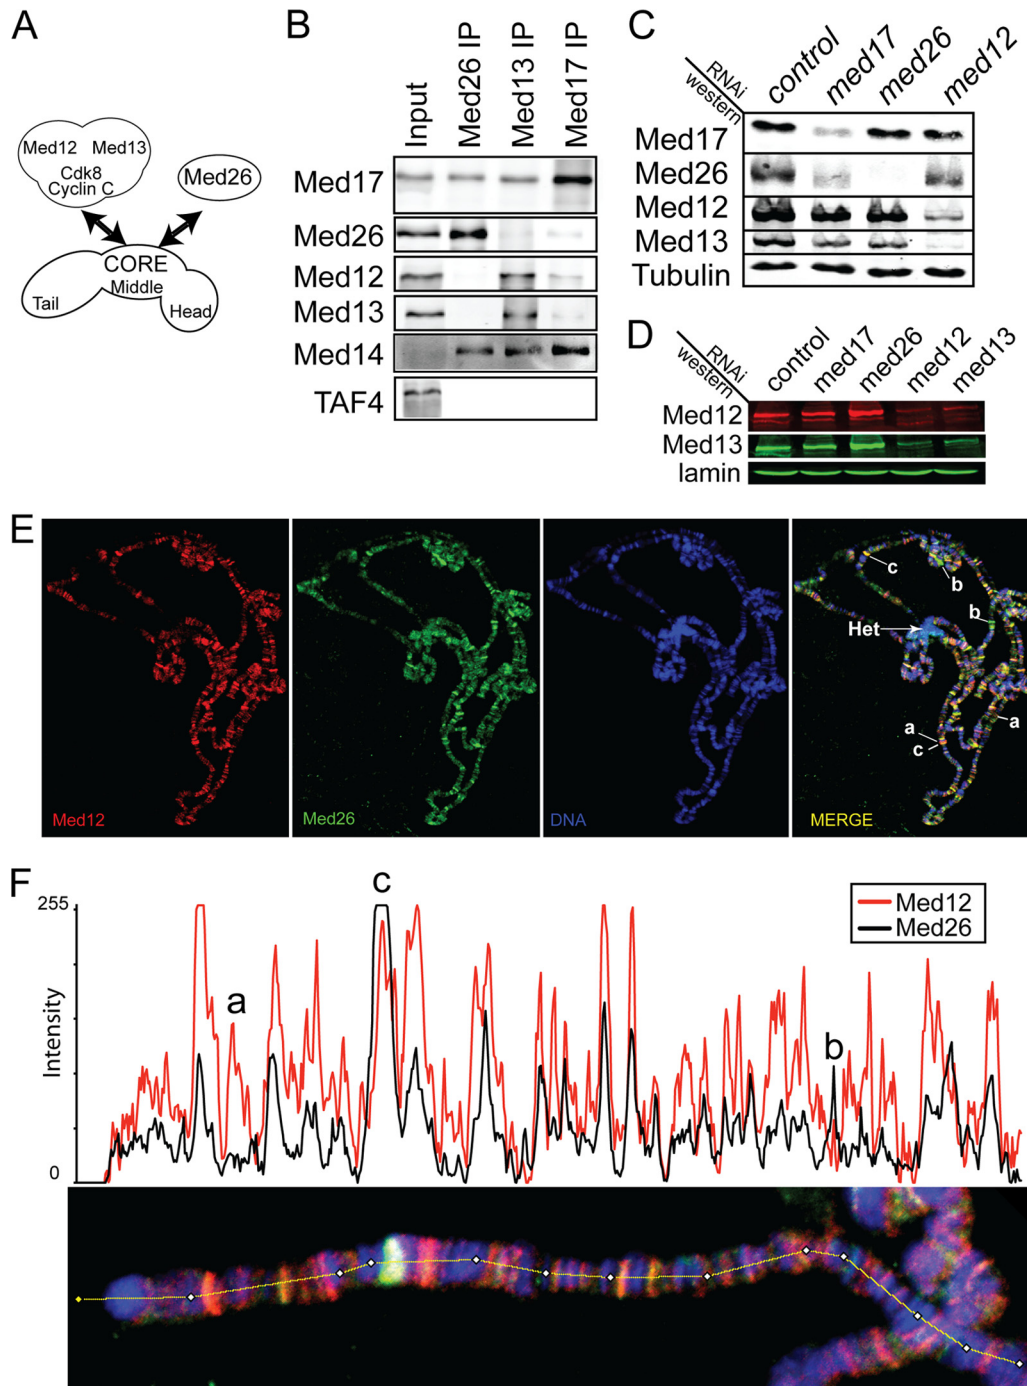 A
Med12 Med13
Cdk8
Cyclin C
Med26
CORE
Middle
Tail
Head
B
Input
Med26 IP
Med13 IP
Med17 IP
Med17
Med26
Med12
Med13
Med14
TAF4
C
RNAi
western
control
med17
med26
med12
Med17
Med26
Med12
Med13
Tubulin
D
RNAi
western
control
med17
med26
med12
med13
Med12
Med13
lamin
E
Med12
Med26
DNA
MERGE
c
b
b
Het
a
a
c
F
255
Intensity
0
a
c
b
Med12
Med26